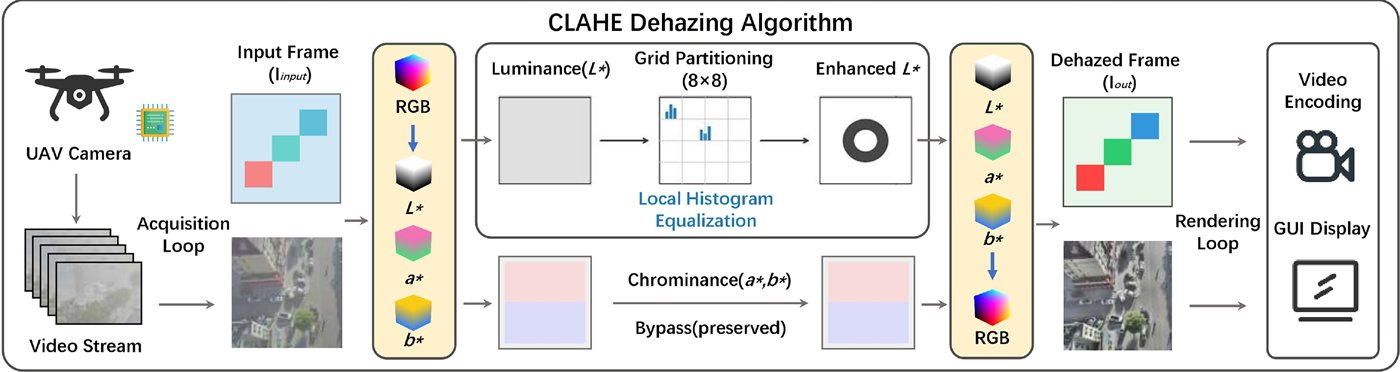 CLAHE Dehazing Algorithm
UAV Camera
Video Stream
Acquisition
Loop
Input Frame
(Iinput)
RGB
L*
a*
b*
Luminance(L*)
Grid Partitioning
(8×8)
Enhanced L*
Local Histogram
Equalization
Chrominance(a*,b*)
Bypass(preserved)
L*
a*
b*
RGB
Dehazed Frame
(Iout)
Rendering
Loop
Video
Encoding
GUI Display